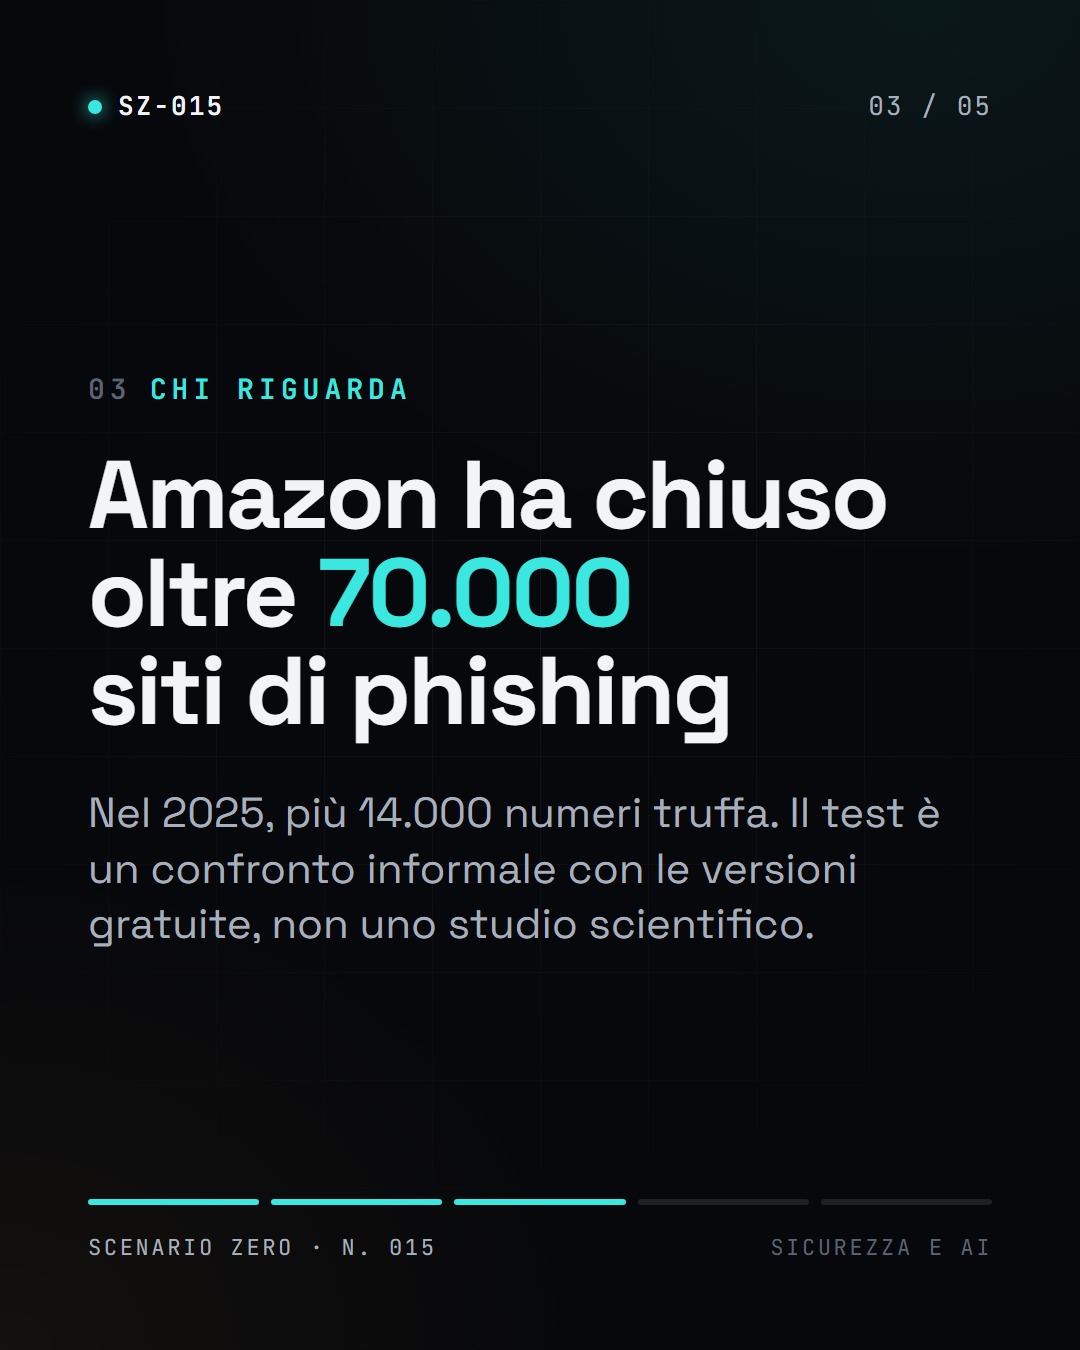 SZ-015
03 / 05
03 CHI RIGUARDA
Amazon ha chiuso
oltre 70.000
siti di phishing
Nel 2025, più 14.000 numeri truffa. Il test è
un confronto informale con le versioni
gratuite, non uno studio scientifico.
SCENARIO ZERO · N. 015
SICUREZZA E AI